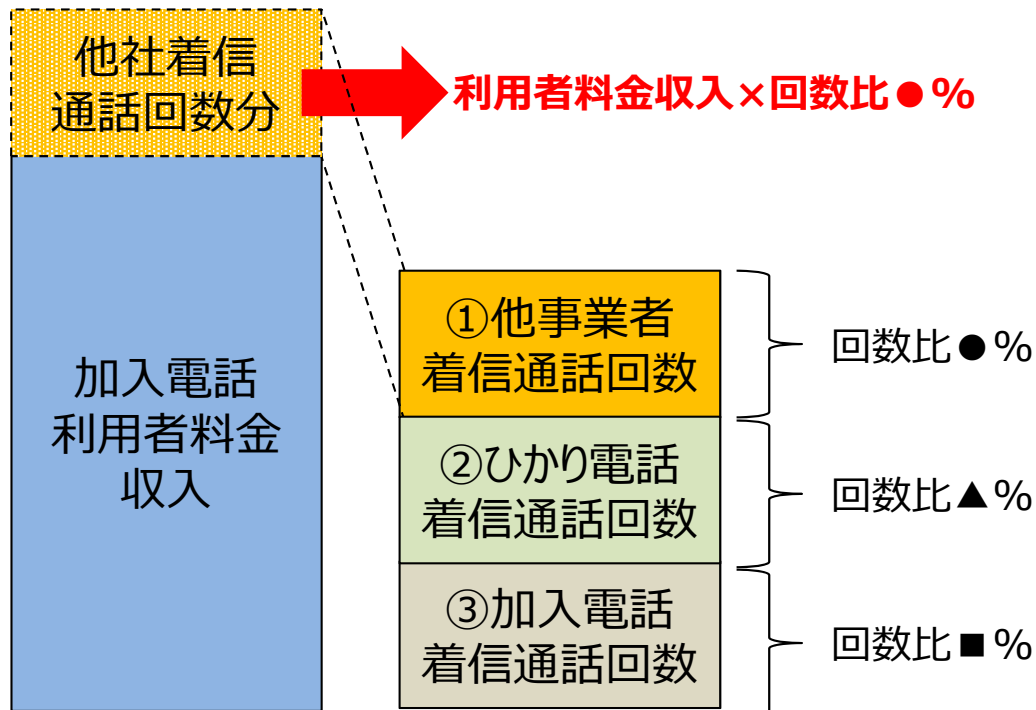 他社着信
通話回数分
利用者料金収入×回数比●%
加入電話
利用者料金
収入
①他事業者
着信通話回数
回数比●%
②ひかり電話
着信通話回数
回数比▲%
③加入電話
着信通話回数
回数比■%